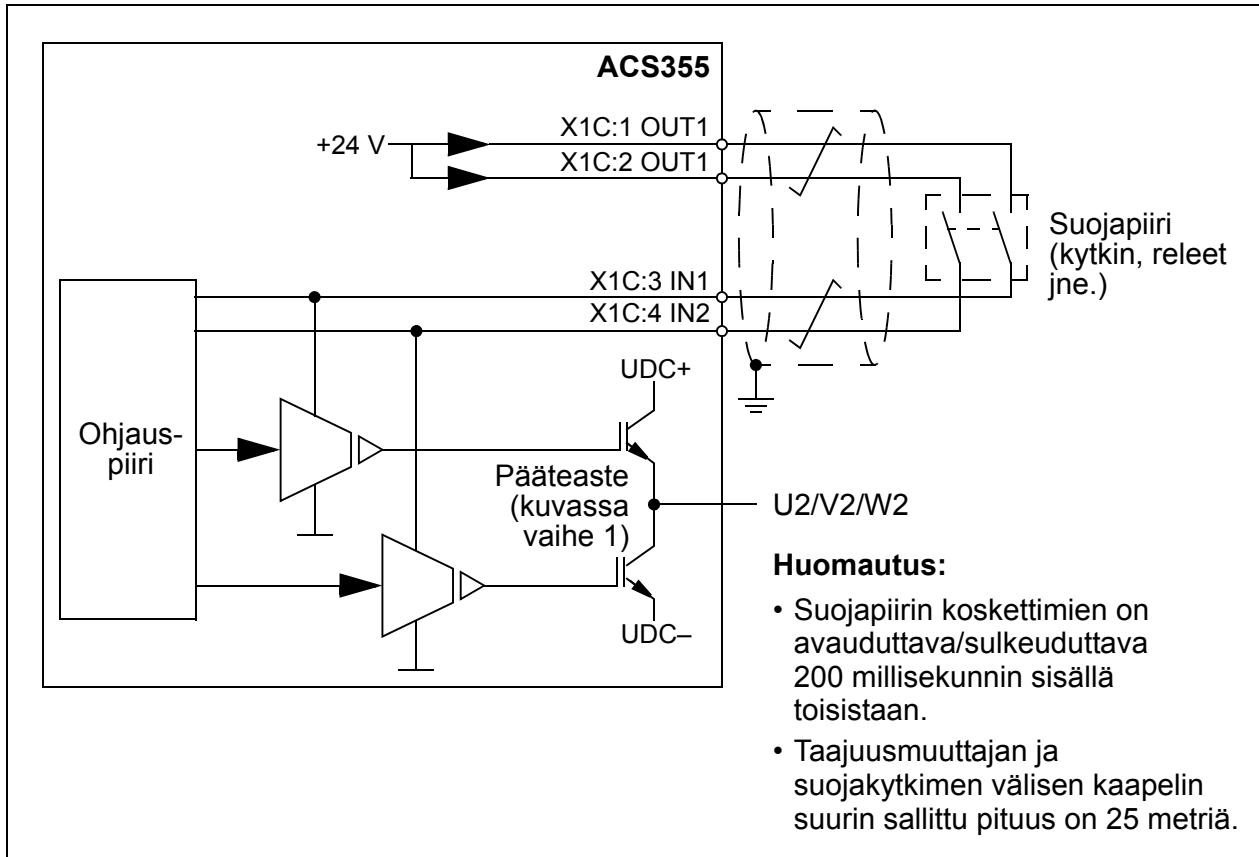 ACS355
X1C:1 OUT1
+24 V
X1C:2 OUT1
Suojapiiri
(kytkin, releet
jne.)
X1C:3 IN1
X1C:4 IN2
UDC+
Ohjaus-
piiri
Pääteaste
(kuvassa
vaihe 1)
U2/V2/W2
UDC–
Huomautus:
• Suojapiirin koskettimien on
avauduttava/sulkeuduttava
200 millisekunnin sisällä
toisistaan.
• Taajuusmuuttajan ja
suojakytkimen välisen kaapelin
suurin sallittu pituus on 25 metriä.